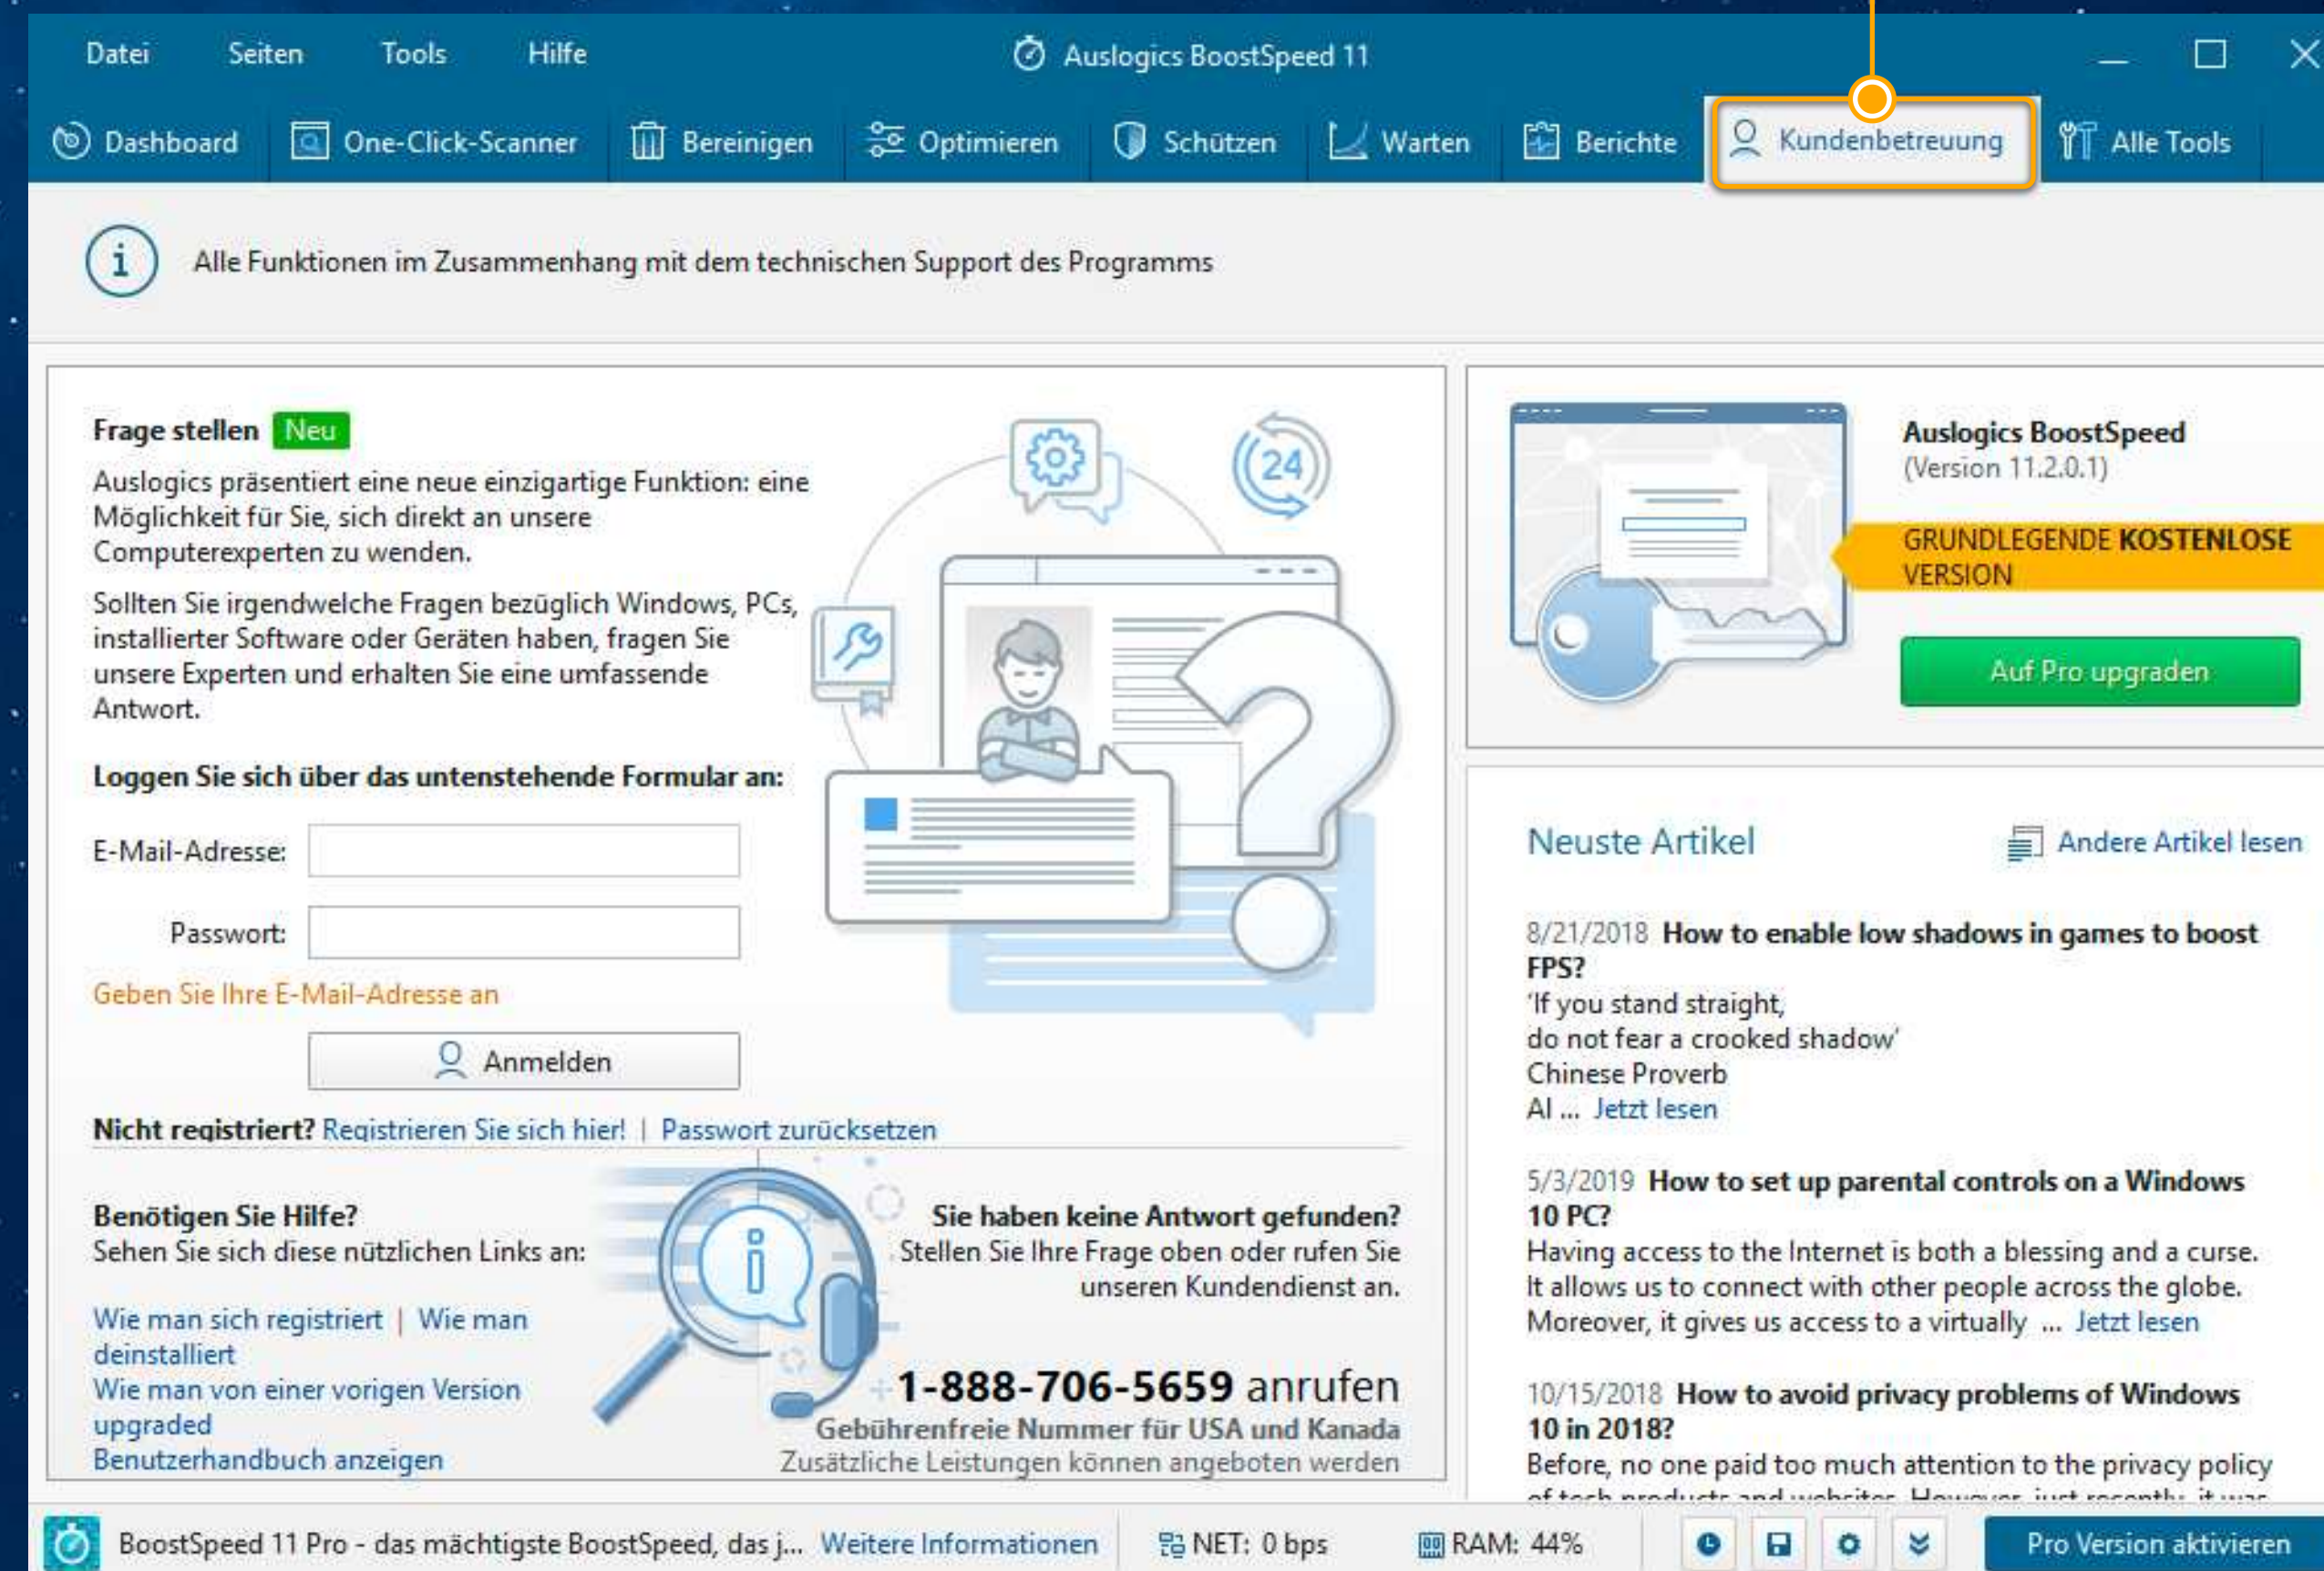 Datei Seiten Tools Hilfe
Auslogics BoostSpeed 11
Dashboard One-Click-Scanner Bereinigen Optimieren Schützen Warten Berichte Kundenbetreuung Alle Tools
Alle Funktionen im Zusammenhang mit dem technischen Support des Programms
Frage stellen Neu
Auslogics präsentiert eine neue einzigartige Funktion: eine
Möglichkeit für Sie, sich direkt an unsere
Computerexperten zu wenden.
Sollten Sie irgendwelche Fragen bezüglich Windows, PCs,
installierter Software oder Geräten haben, fragen Sie
unsere Experten und erhalten Sie eine umfassende
Antwort.
24
Loggen Sie sich über das untenstehende Formular an:
E-Mail-Adresse:
Passwort:
Geben Sie Ihre E-Mail-Adresse an
Anmelden
Nicht registriert? Registrieren Sie sich hier! | Passwort zurücksetzen
Benötigen Sie Hilfe?
Sehen Sie sich diese nützlichen Links an:
Wie man sich registriert | Wie man
deinstalliert
Wie man von einer vorigen Version
upgraded
Benutzerhandbuch anzeigen
Sie haben keine Antwort gefunden?
Stellen Sie Ihre Frage oben oder rufen Sie
unseren Kundendienst an.
1-888-706-5659 anrufen
Gebührenfreie Nummer für USA und Kanada
Zusätzliche Leistungen können angeboten werden
Auslogics BoostSpeed
(Version 11.2.0.1)
GRUNDLEGENDE KOSTENLOSE
VERSION
Auf Pro upgraden
Neuste Artikel
Andere Artikel lesen
8/21/2018 How to enable low shadows in games to boost
FPS?
'If you stand straight,
do not fear a crooked shadow'
Chinese Proverb
Al ... Jetzt lesen
5/3/2019 How to set up parental controls on a Windows
10 PC?
Having access to the Internet is both a blessing and a curse.
It allows us to connect with other people across the globe.
Moreover, it gives us access to a virtually ... Jetzt lesen
10/15/2018 How to avoid privacy problems of Windows
10 in 2018?
Before, no one paid too much attention to the privacy policy
of tech products and websites. However, just recently, it was
BoostSpeed 11 Pro - das mächtigste BoostSpeed, das j... Weitere Informationen
NET: 0 bps
RAM: 44%
Pro Version aktivieren